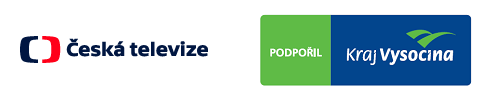 Česká televize
PODPOŘIL
Kraj Vysočina